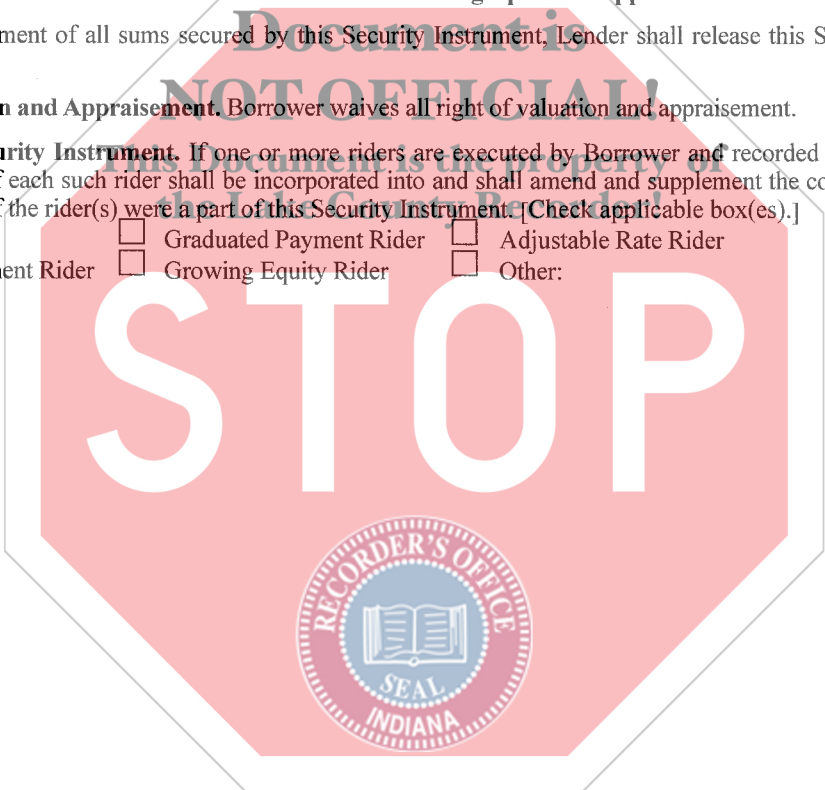 Document is
ment of all sums secured by this Security Instrument, Lender shall release this S
NOT OFFICIAL!
n and Appraisement. Borrower waives all right of valuation and appraisement.
This Document is the property of
urity Instrument. If one or more riders are executed by Borrower and recorded
f each such rider shall be incorporated into and shall amend and supplement the co
the Lake County Recorder!
f the rider(s) were a part of this Security Instrument. [Check applicable box(es).]
☐ Graduated Payment Rider ☐ Adjustable Rate Rider
ent Rider ☐ Growing Equity Rider ☐ Other:
STOP
RECORDER'S OFFICE
SEAL
INDIANA